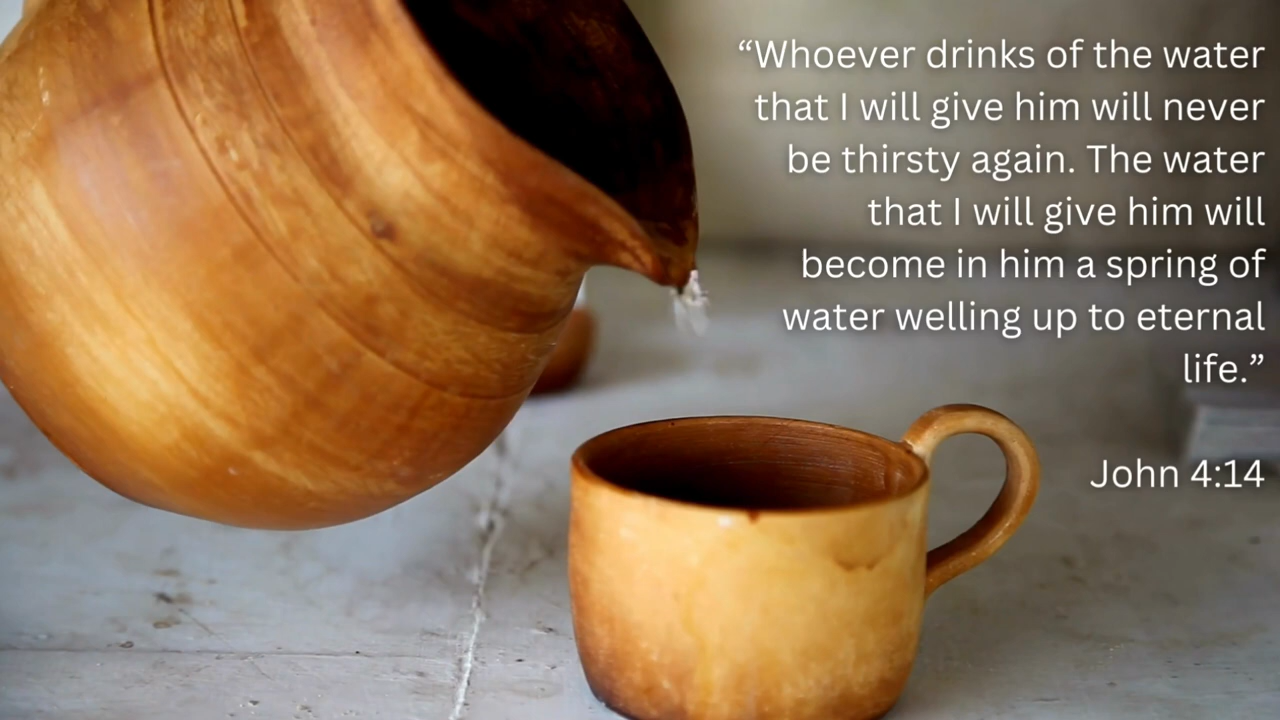 “Whoever drinks of the water
that I will give him will never
be thirsty again. The water
that I will give him will
become in him a spring of
water welling up to eternal
life.”
John 4:14